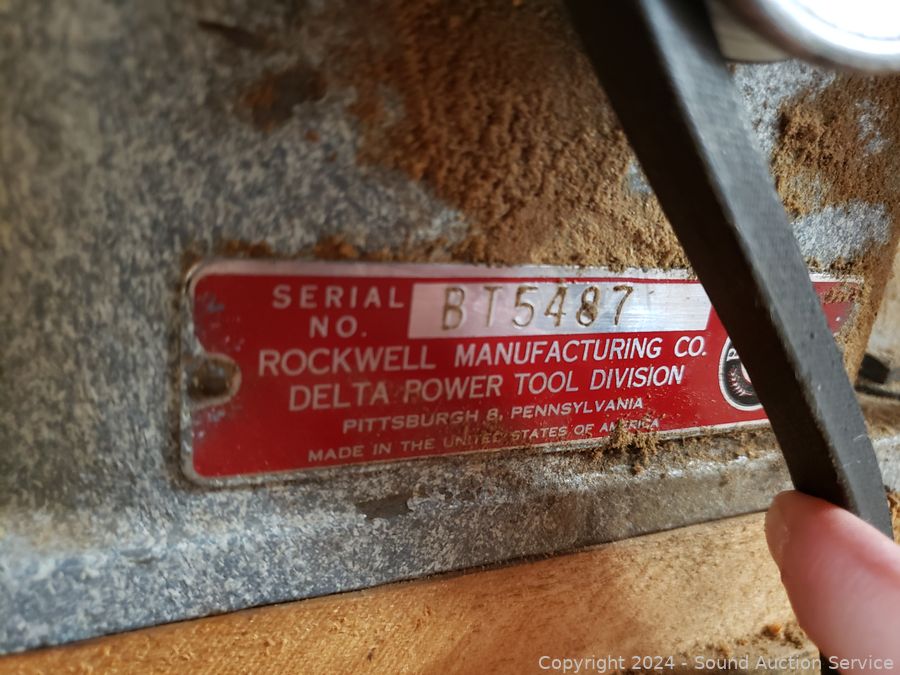 SERIAL NO. BT5487
ROCKWELL MANUFACTURING CO.
DELTA POWER TOOL DIVISION
PITTSBURGH 8, PENNSYLVANIA
MADE IN THE UNITED STATES OF AMERICA
Copyright © 2024 - Sound Auction Service